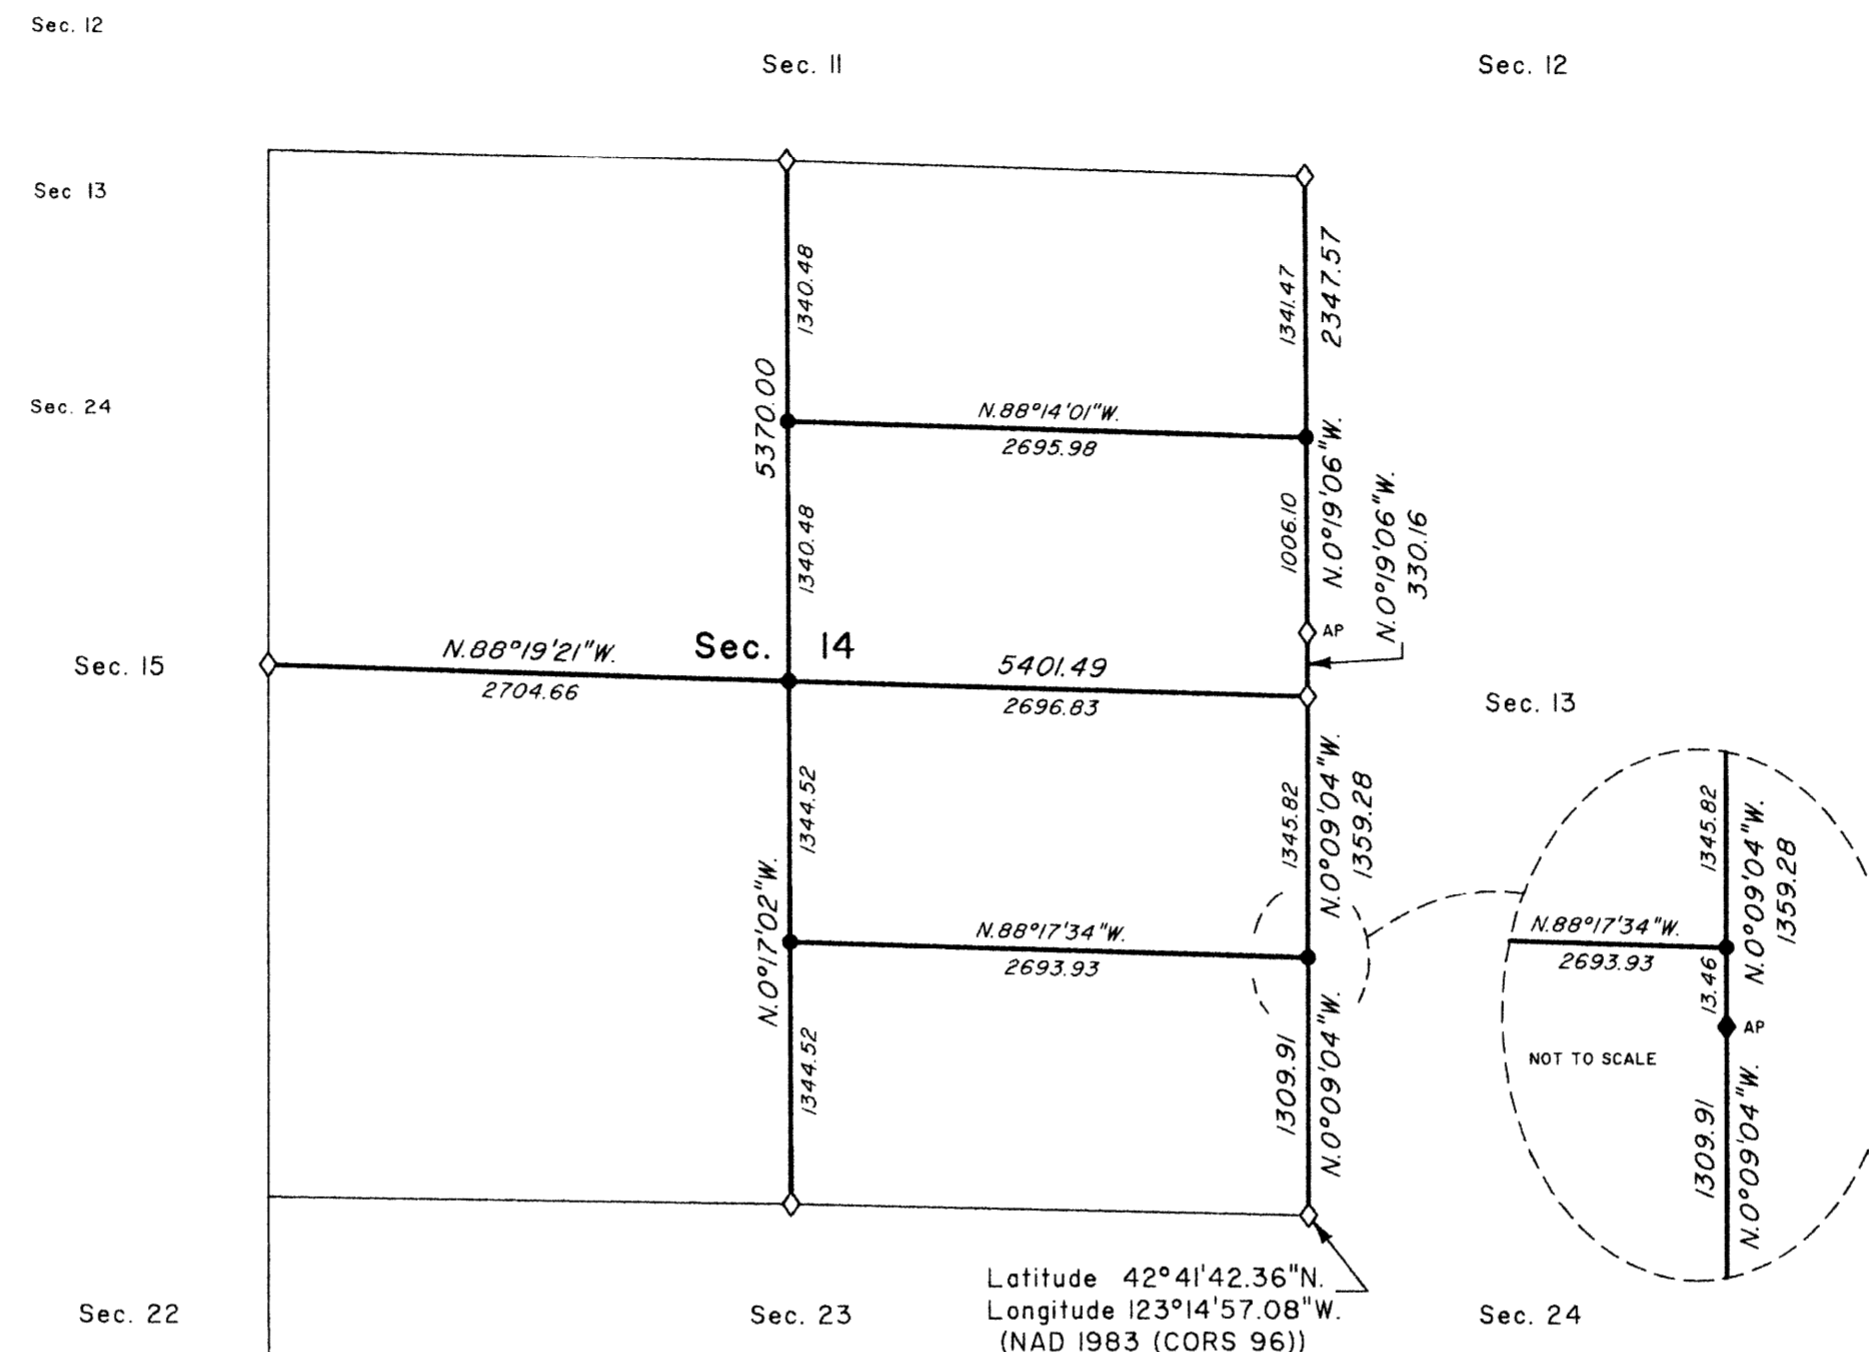 Sec. 12
Sec. 11
Sec. 12
Sec 13
1340.48
1341.47
2347.57
5370.00
Sec. 24
N.88°14'01"W.
2695.98
N.0°19'06"W.
1340.48
1006.10
N.0°19'06"W.
330.16
AP
Sec. 15
N.88°19'21"W.
2704.66
Sec. 14
5401.49
2696.83
Sec. 13
1344.52
1345.82
N.0°09'04"W.
1359.28
N.0°17'02"W.
N.88°17'34"W.
2693.93
1344.52
1309.91
N.0°09'04"W.
1345.82
N.0°09'04"W.
1359.28
N.88°17'34"W.
2693.93
13.46
AP
NOT TO SCALE
1309.91
N.0°09'04"W.
Latitude 42°41'42.36"N.
Longitude 123°14'57.08"W.
(NAD 1983 (CORS 96))
Sec. 22
Sec. 23
Sec. 24